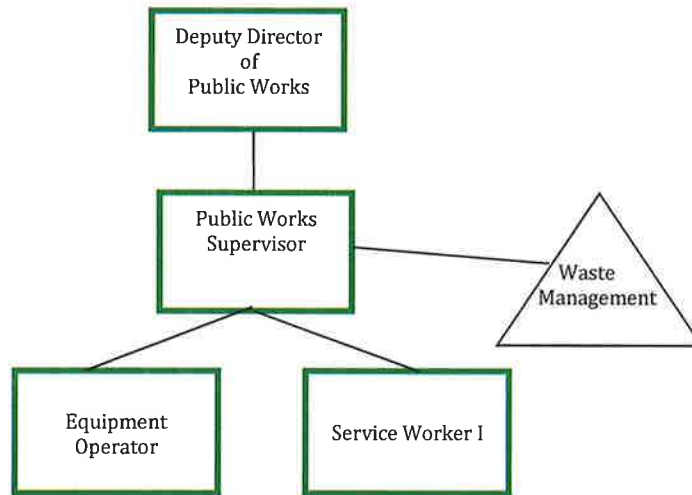 Deputy Director
of
Public Works
Public Works
Supervisor
Waste
Management
Equipment
Operator
Service Worker I